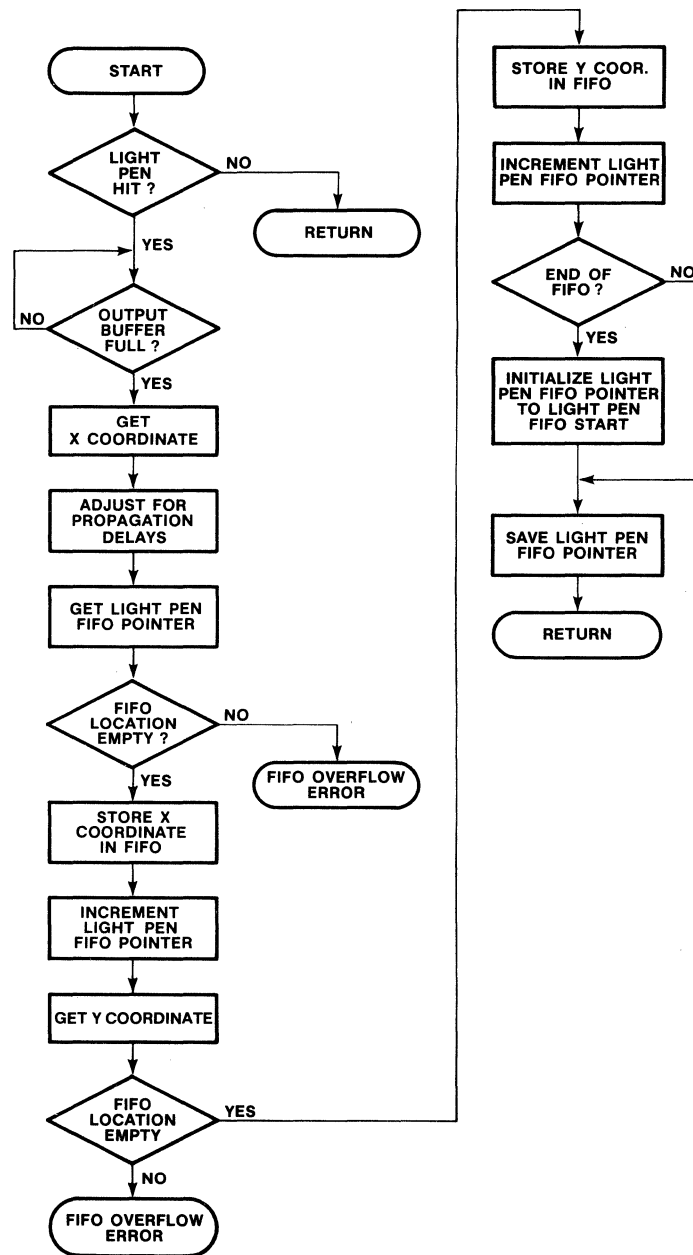 START
LIGHT
PEN
HIT ?
NO
RETURN
YES
NO
OUTPUT
BUFFER
FULL ?
YES
GET
X COORDINATE
ADJUST FOR
PROPAGATION
DELAYS
GET LIGHT PEN
FIFO POINTER
FIFO
LOCATION
EMPTY ?
NO
FIFO OVERFLOW
ERROR
YES
STORE X
COORDINATE
IN FIFO
INCREMENT
LIGHT PEN
FIFO POINTER
GET Y COORDINATE
FIFO
LOCATION
EMPTY
YES
NO
FIFO OVERFLOW
ERROR
STORE Y COOR.
IN FIFO
INCREMENT LIGHT
PEN FIFO POINTER
END OF
FIFO ?
NO
YES
INITIALIZE LIGHT
PEN FIFO POINTER
TO LIGHT PEN
FIFO START
SAVE LIGHT PEN
FIFO POINTER
RETURN